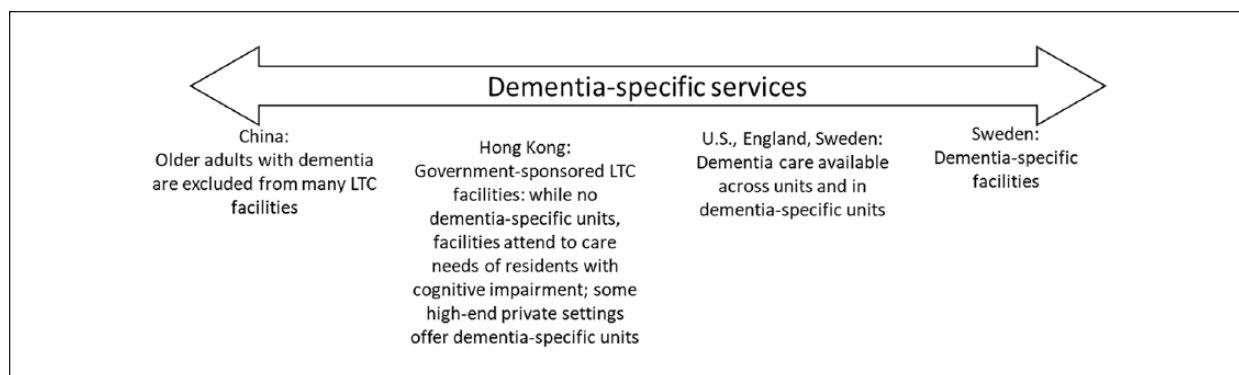 Dementia-specific services
China:
Older adults with dementia
are excluded from many LTC
facilities
Hong Kong:
Government-sponsored LTC
facilities: while no
dementia-specific units,
facilities attend to care
needs of residents with
cognitive impairment; some
high-end private settings
offer dementia-specific units
U.S., England, Sweden:
Dementia care available
across units and in
dementia-specific units
Sweden:
Dementia-specific
facilities